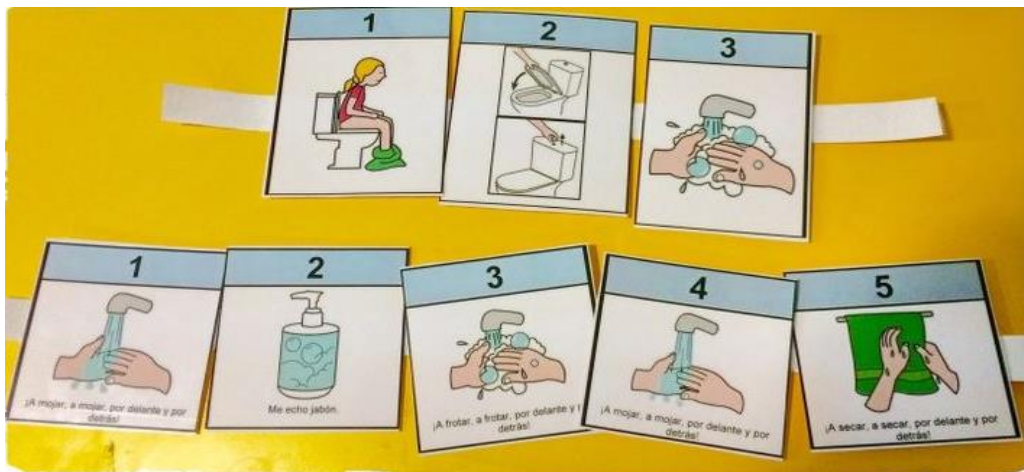 1
2
3
1
2
3
4
5
¡A mojar, a mojar, por delante y por
detrás!
Me echo jabón.
¡A frotar, a frotar, por delante y
detrás!
¡A mojar, a mojar, por delante y por
detrás!
¡A secar, a secar, por delante y por
detrás!